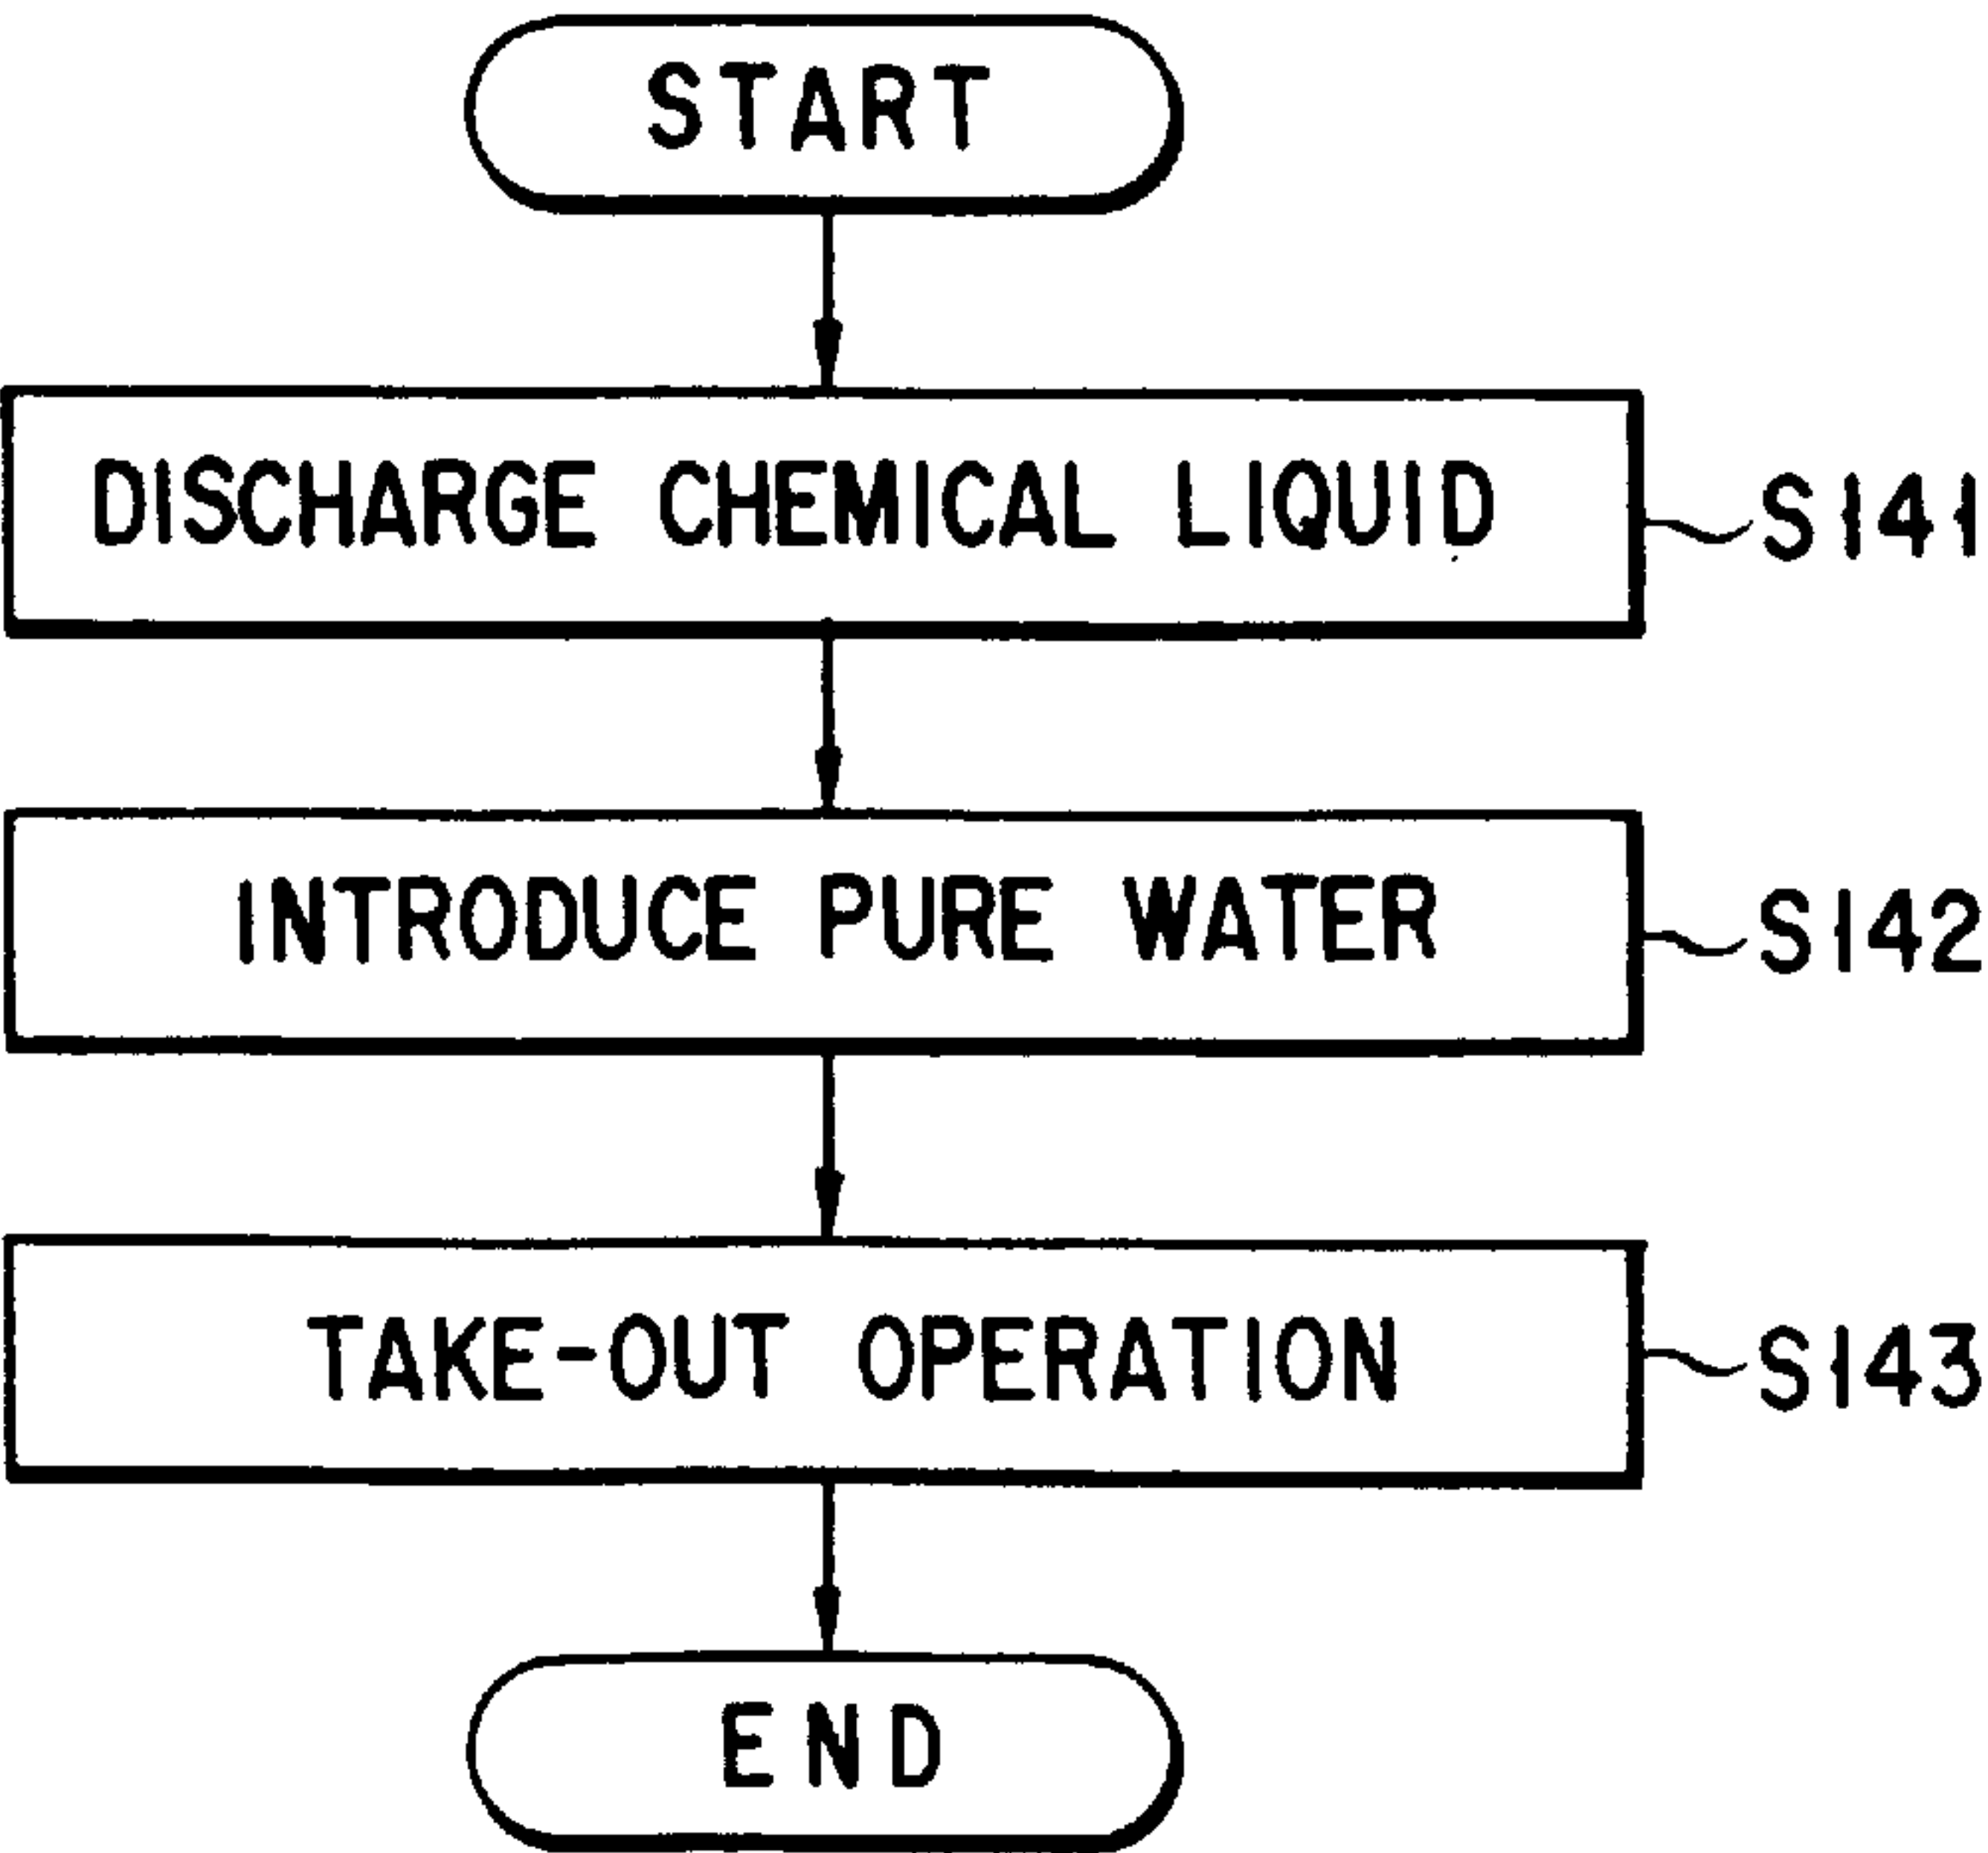 START
DISCHARGE CHEMICAL LIQUID
S141
INTRODUCE PURE WATER
S142
TAKE-OUT OPERATION
S143
END